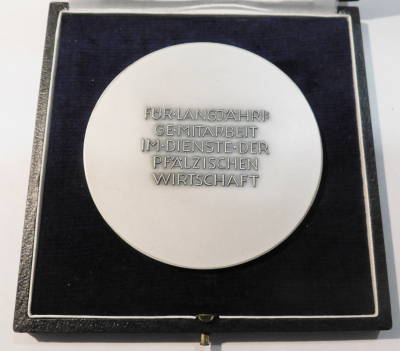 FÜR·LANGJÄHRI
GE·MITARBEIT
IM·DIENSTE·DER
PFÄLZISCHEN
WIRTSCHAFT